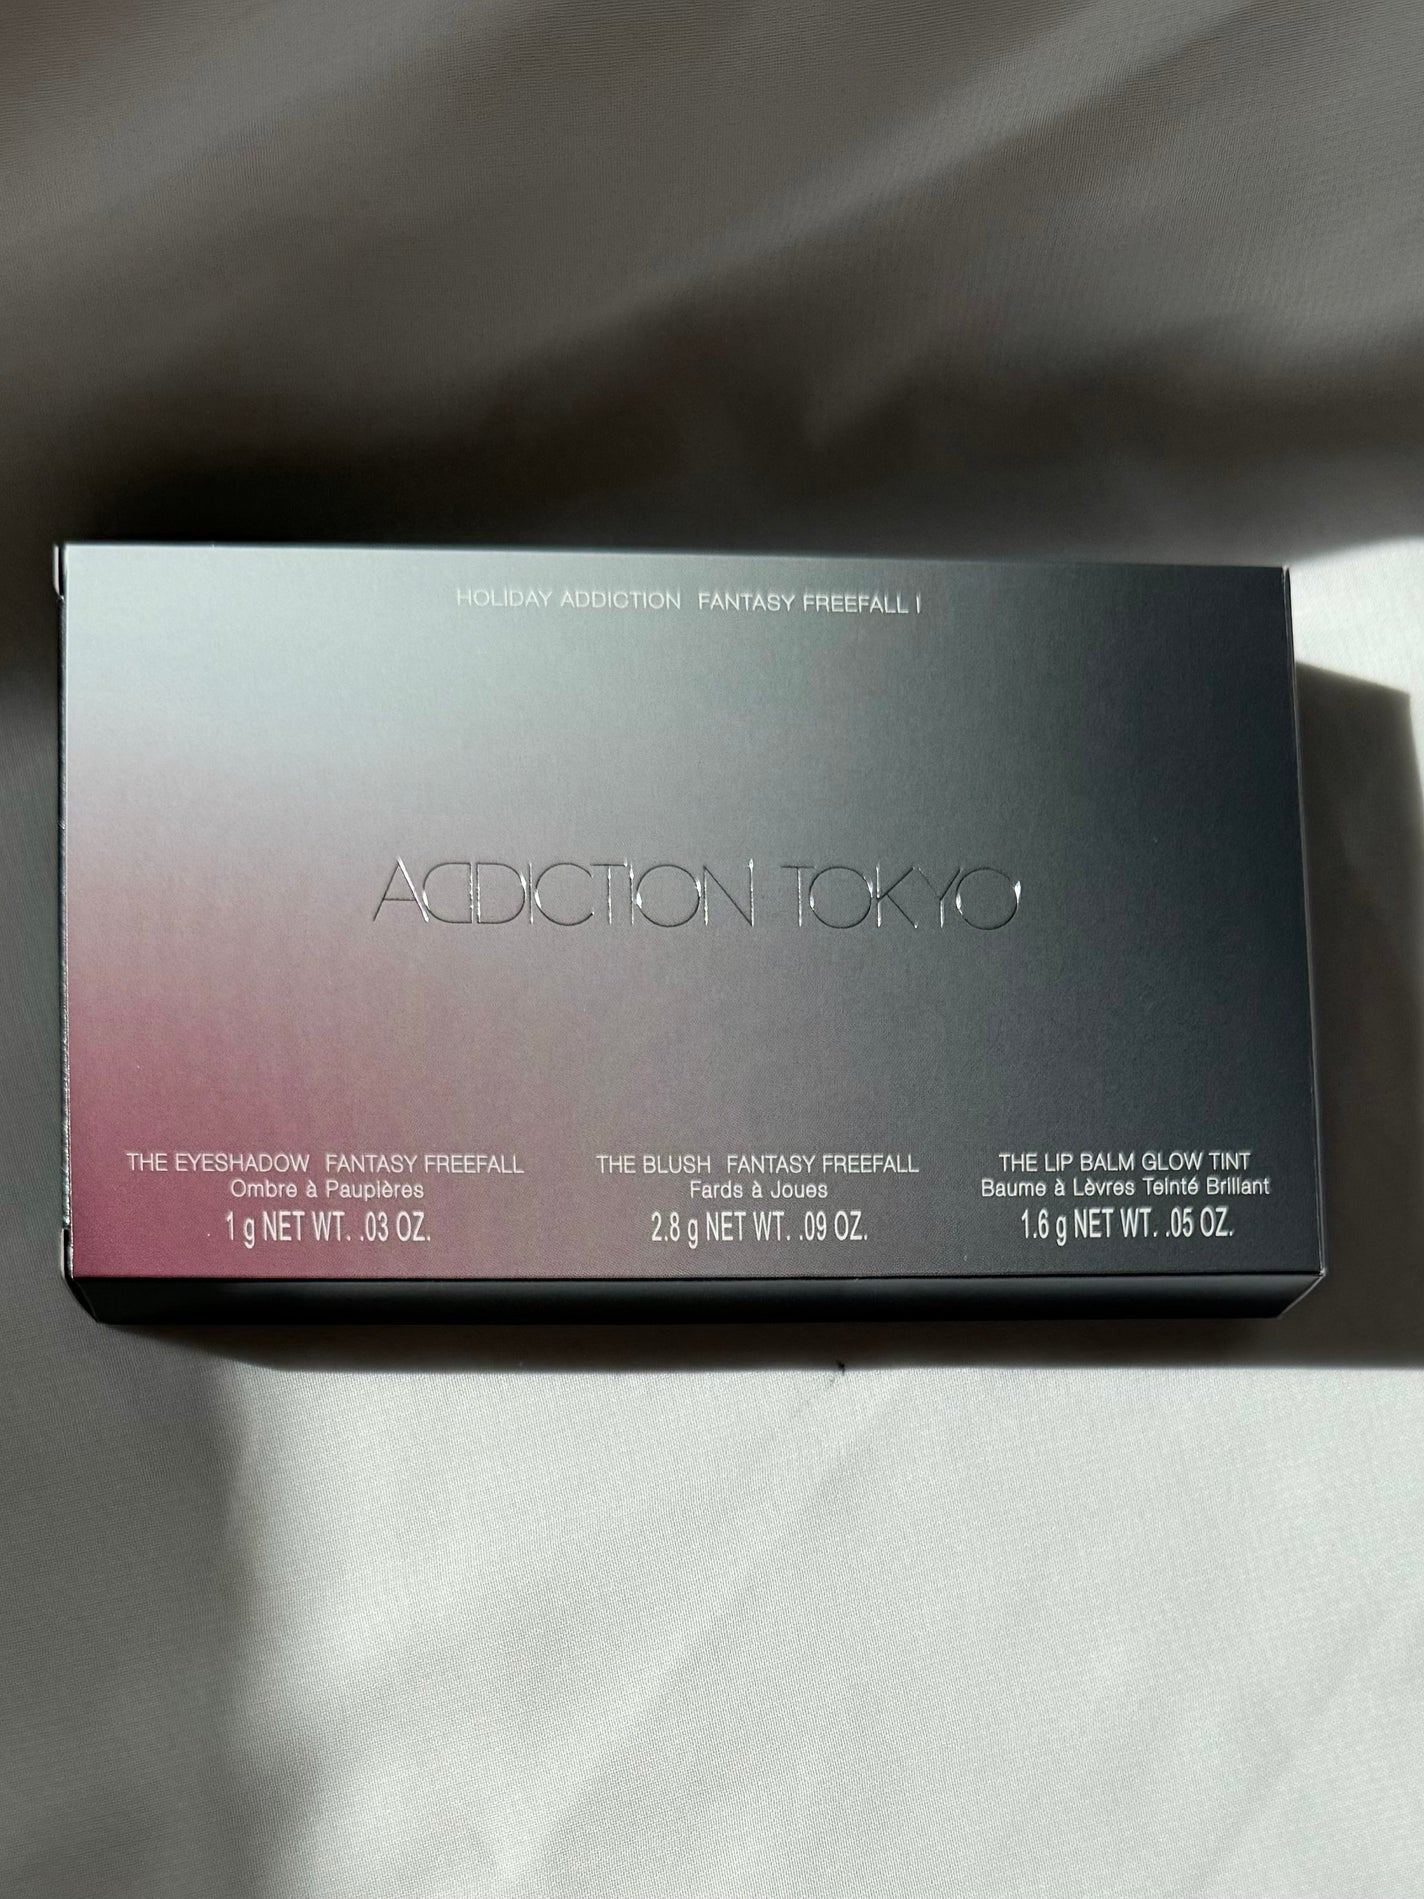 HOLIDAY ADDICTION FANTASY FREEFALL I
ADDICTION TOKYO
THE EYESHADOW FANTASY FREEFALL
Ombre à Paupières
1 g NET WT. .03 OZ.
THE BLUSH FANTASY FREEFALL
Fards à Joues
2.8 g NET WT. .09 OZ.
THE LIP BALM GLOW TINT
Baume à Lèvres Teinté Brillant
1.6 g NET WT. .05 OZ.